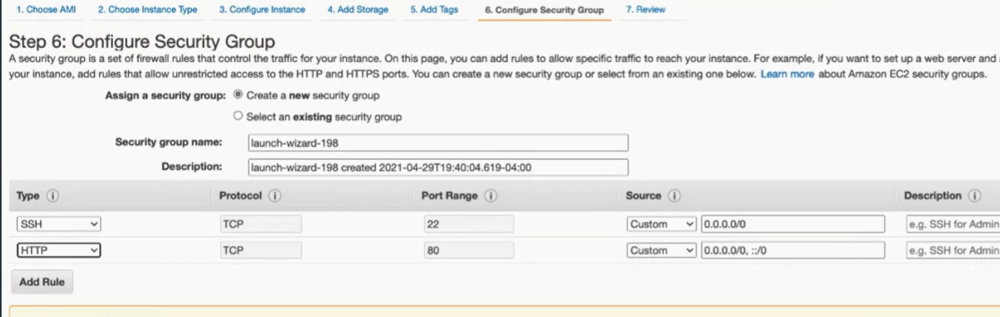 1. Choose AMI 2. Choose Instance Type 3. Configure Instance 4. Add Storage 5. Add Tags 6. Configure Security Group 7. Review
Step 6: Configure Security Group
A security group is a set of firewall rules that control the traffic for your instance. On this page, you can add rules to allow specific traffic to reach your instance. For example, if you want to set up a web server and
your instance, add rules that allow unrestricted access to the HTTP and HTTPS ports. You can create a new security group or select from an existing one below. Learn more about Amazon EC2 security groups.
Assign a security group: Create a new security group
Select an existing security group
Security group name: launch-wizard-198
Description: launch-wizard-198 created 2021-04-29T19:40:04.619-04:00
Type i Protocol i Port Range i Source i Description i
SSH TCP 22 Custom 0.0.0.0/0 e.g. SSH for Admin
HTTP TCP 80 Custom 0.0.0.0/0, ::/0 e.g. SSH for Admin
Add Rule